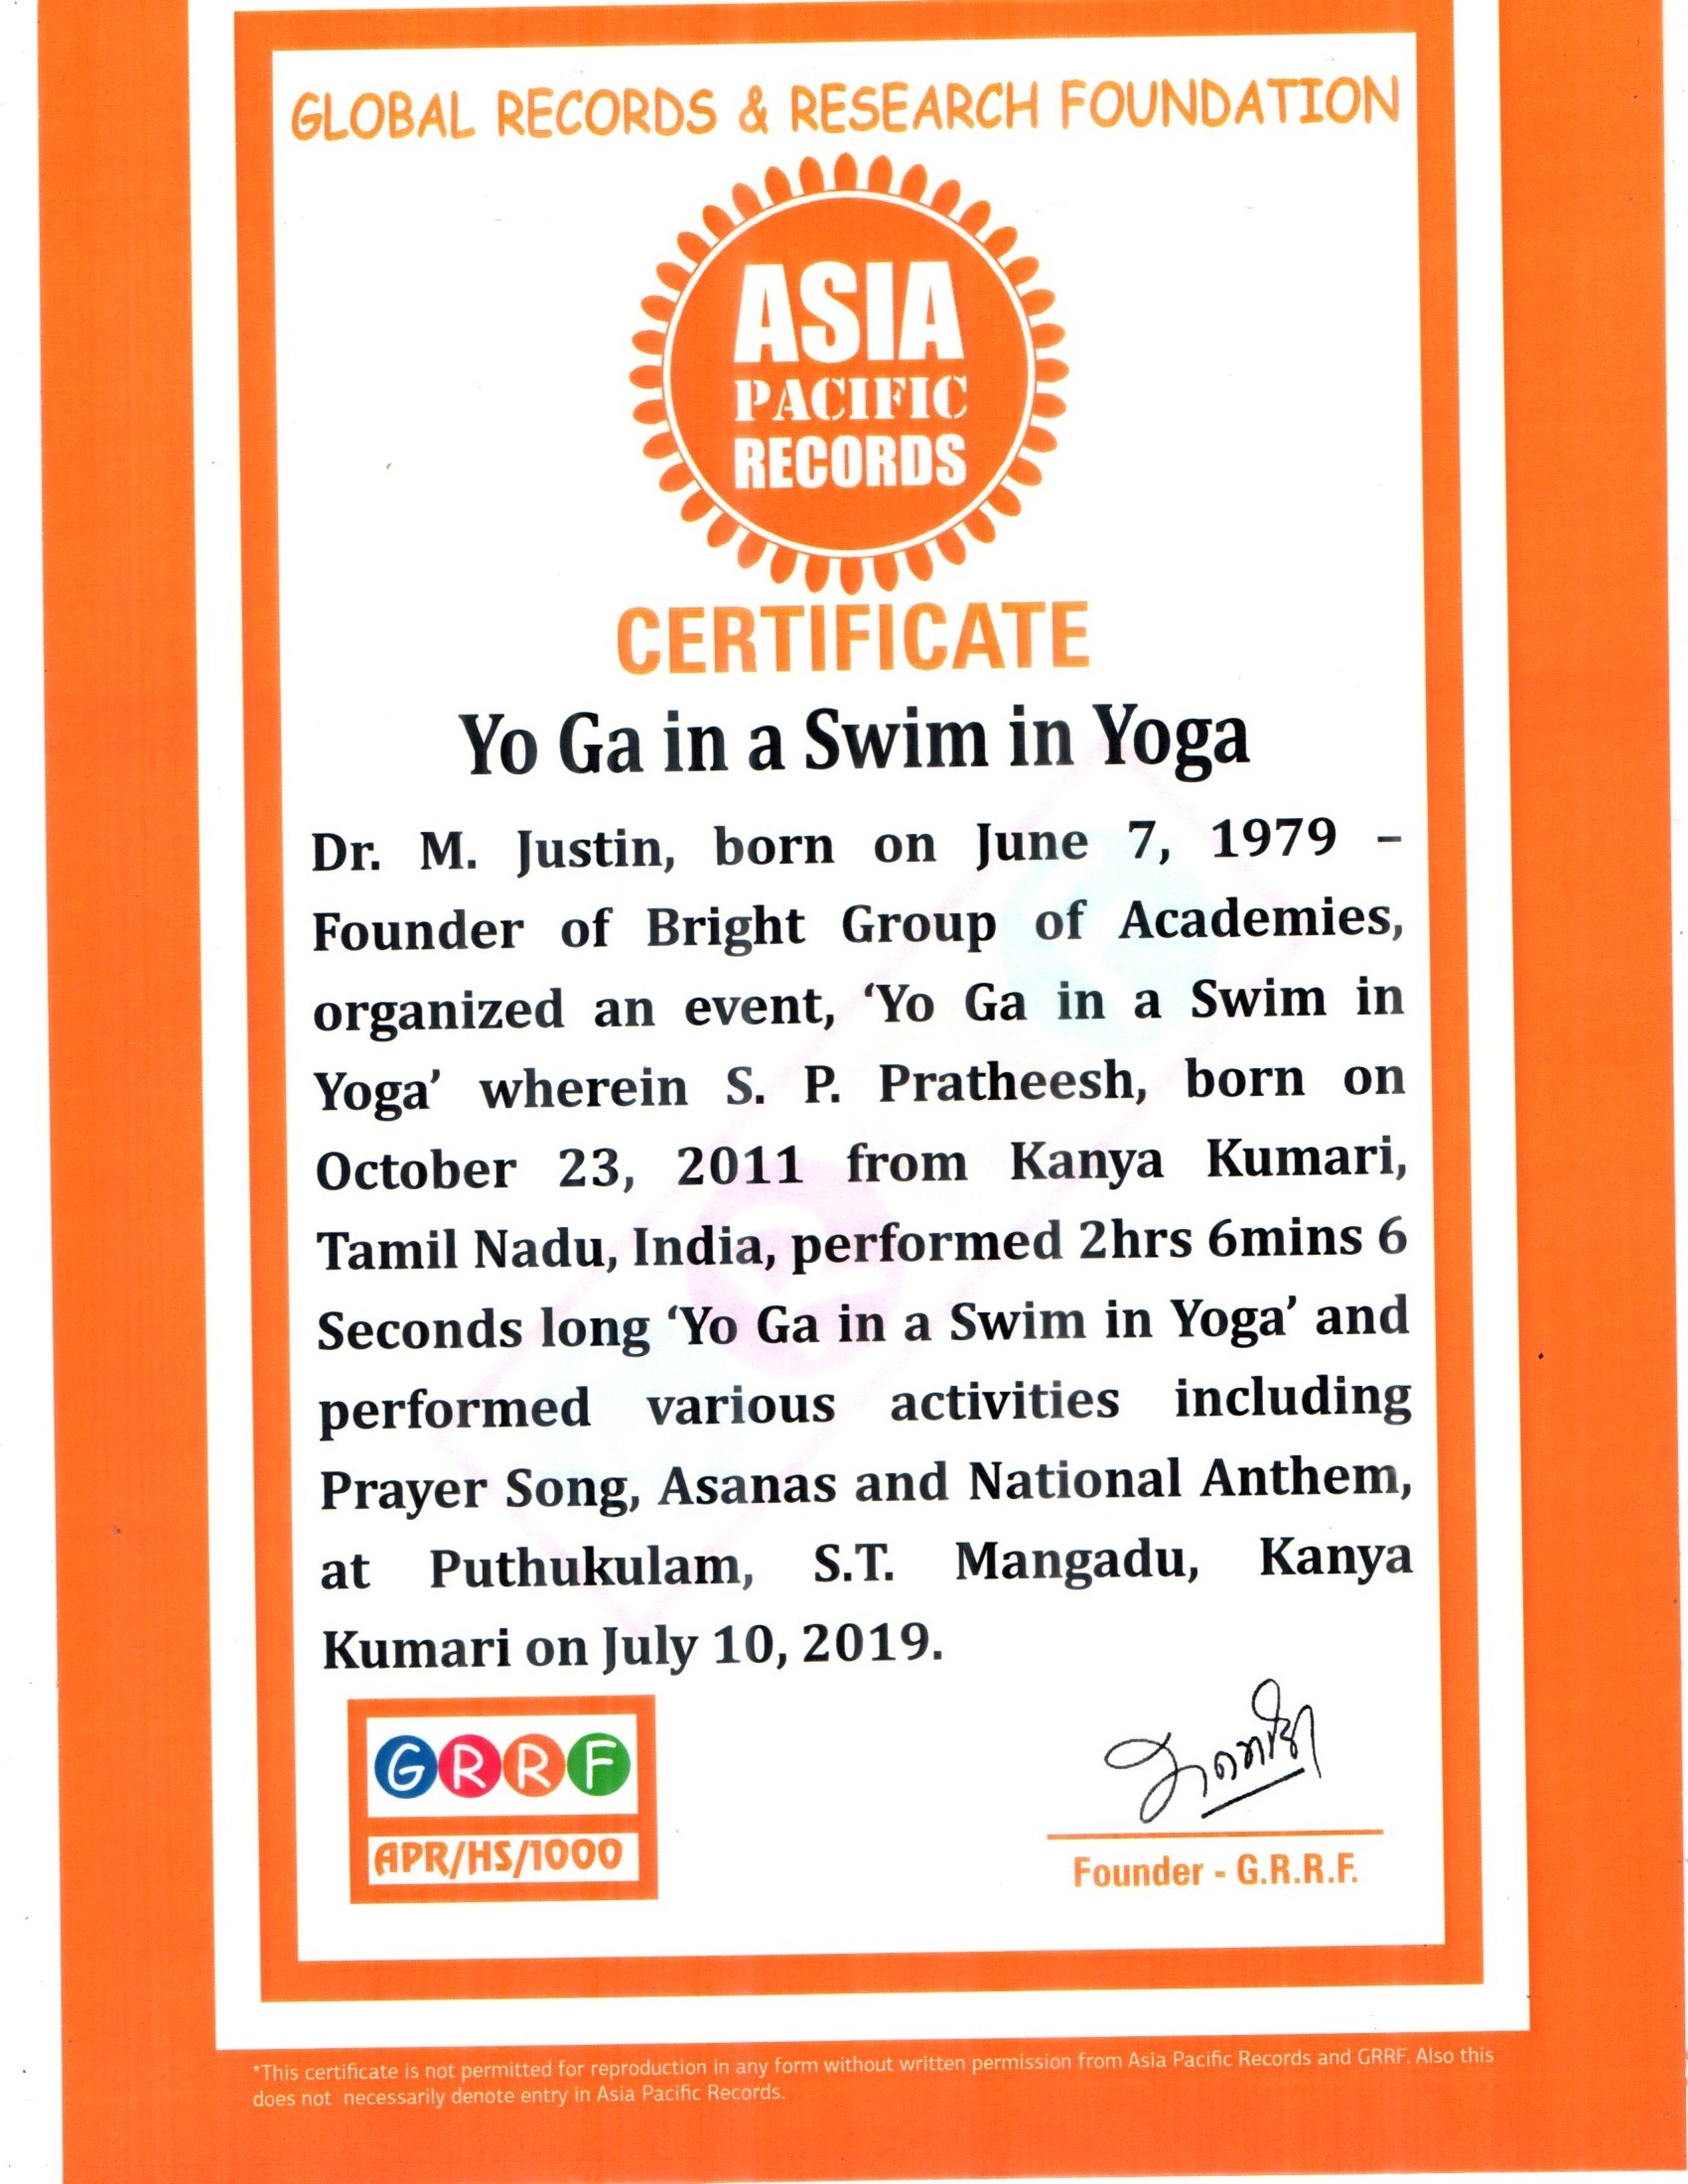 GLOBAL RECORDS & RESEARCH FOUNDATION
ASIA
PACIFIC
RECORDS
CERTIFICATE
Yo Ga in a Swim in Yoga
Dr. M. Justin, born on June 7, 1979 –
Founder of Bright Group of Academies,
organized an event, ‘Yo Ga in a Swim in
Yoga’ wherein S. P. Pratheesh, born on
October 23, 2011 from Kanya Kumari,
Tamil Nadu, India, performed 2hrs 6mins 6
Seconds long ‘Yo Ga in a Swim in Yoga’ and
performed various activities including
Prayer Song, Asanas and National Anthem,
at Puthukulam, S.T. Mangadu, Kanya
Kumari on July 10, 2019.
GRRF
APR/HS/1000
Founder - G.R.R.F.
*This certificate is not permitted for reproduction in any form without written permission from Asia Pacific Records and GRRF. Also this
does not necessarily denote entry in Asia Pacific Records.